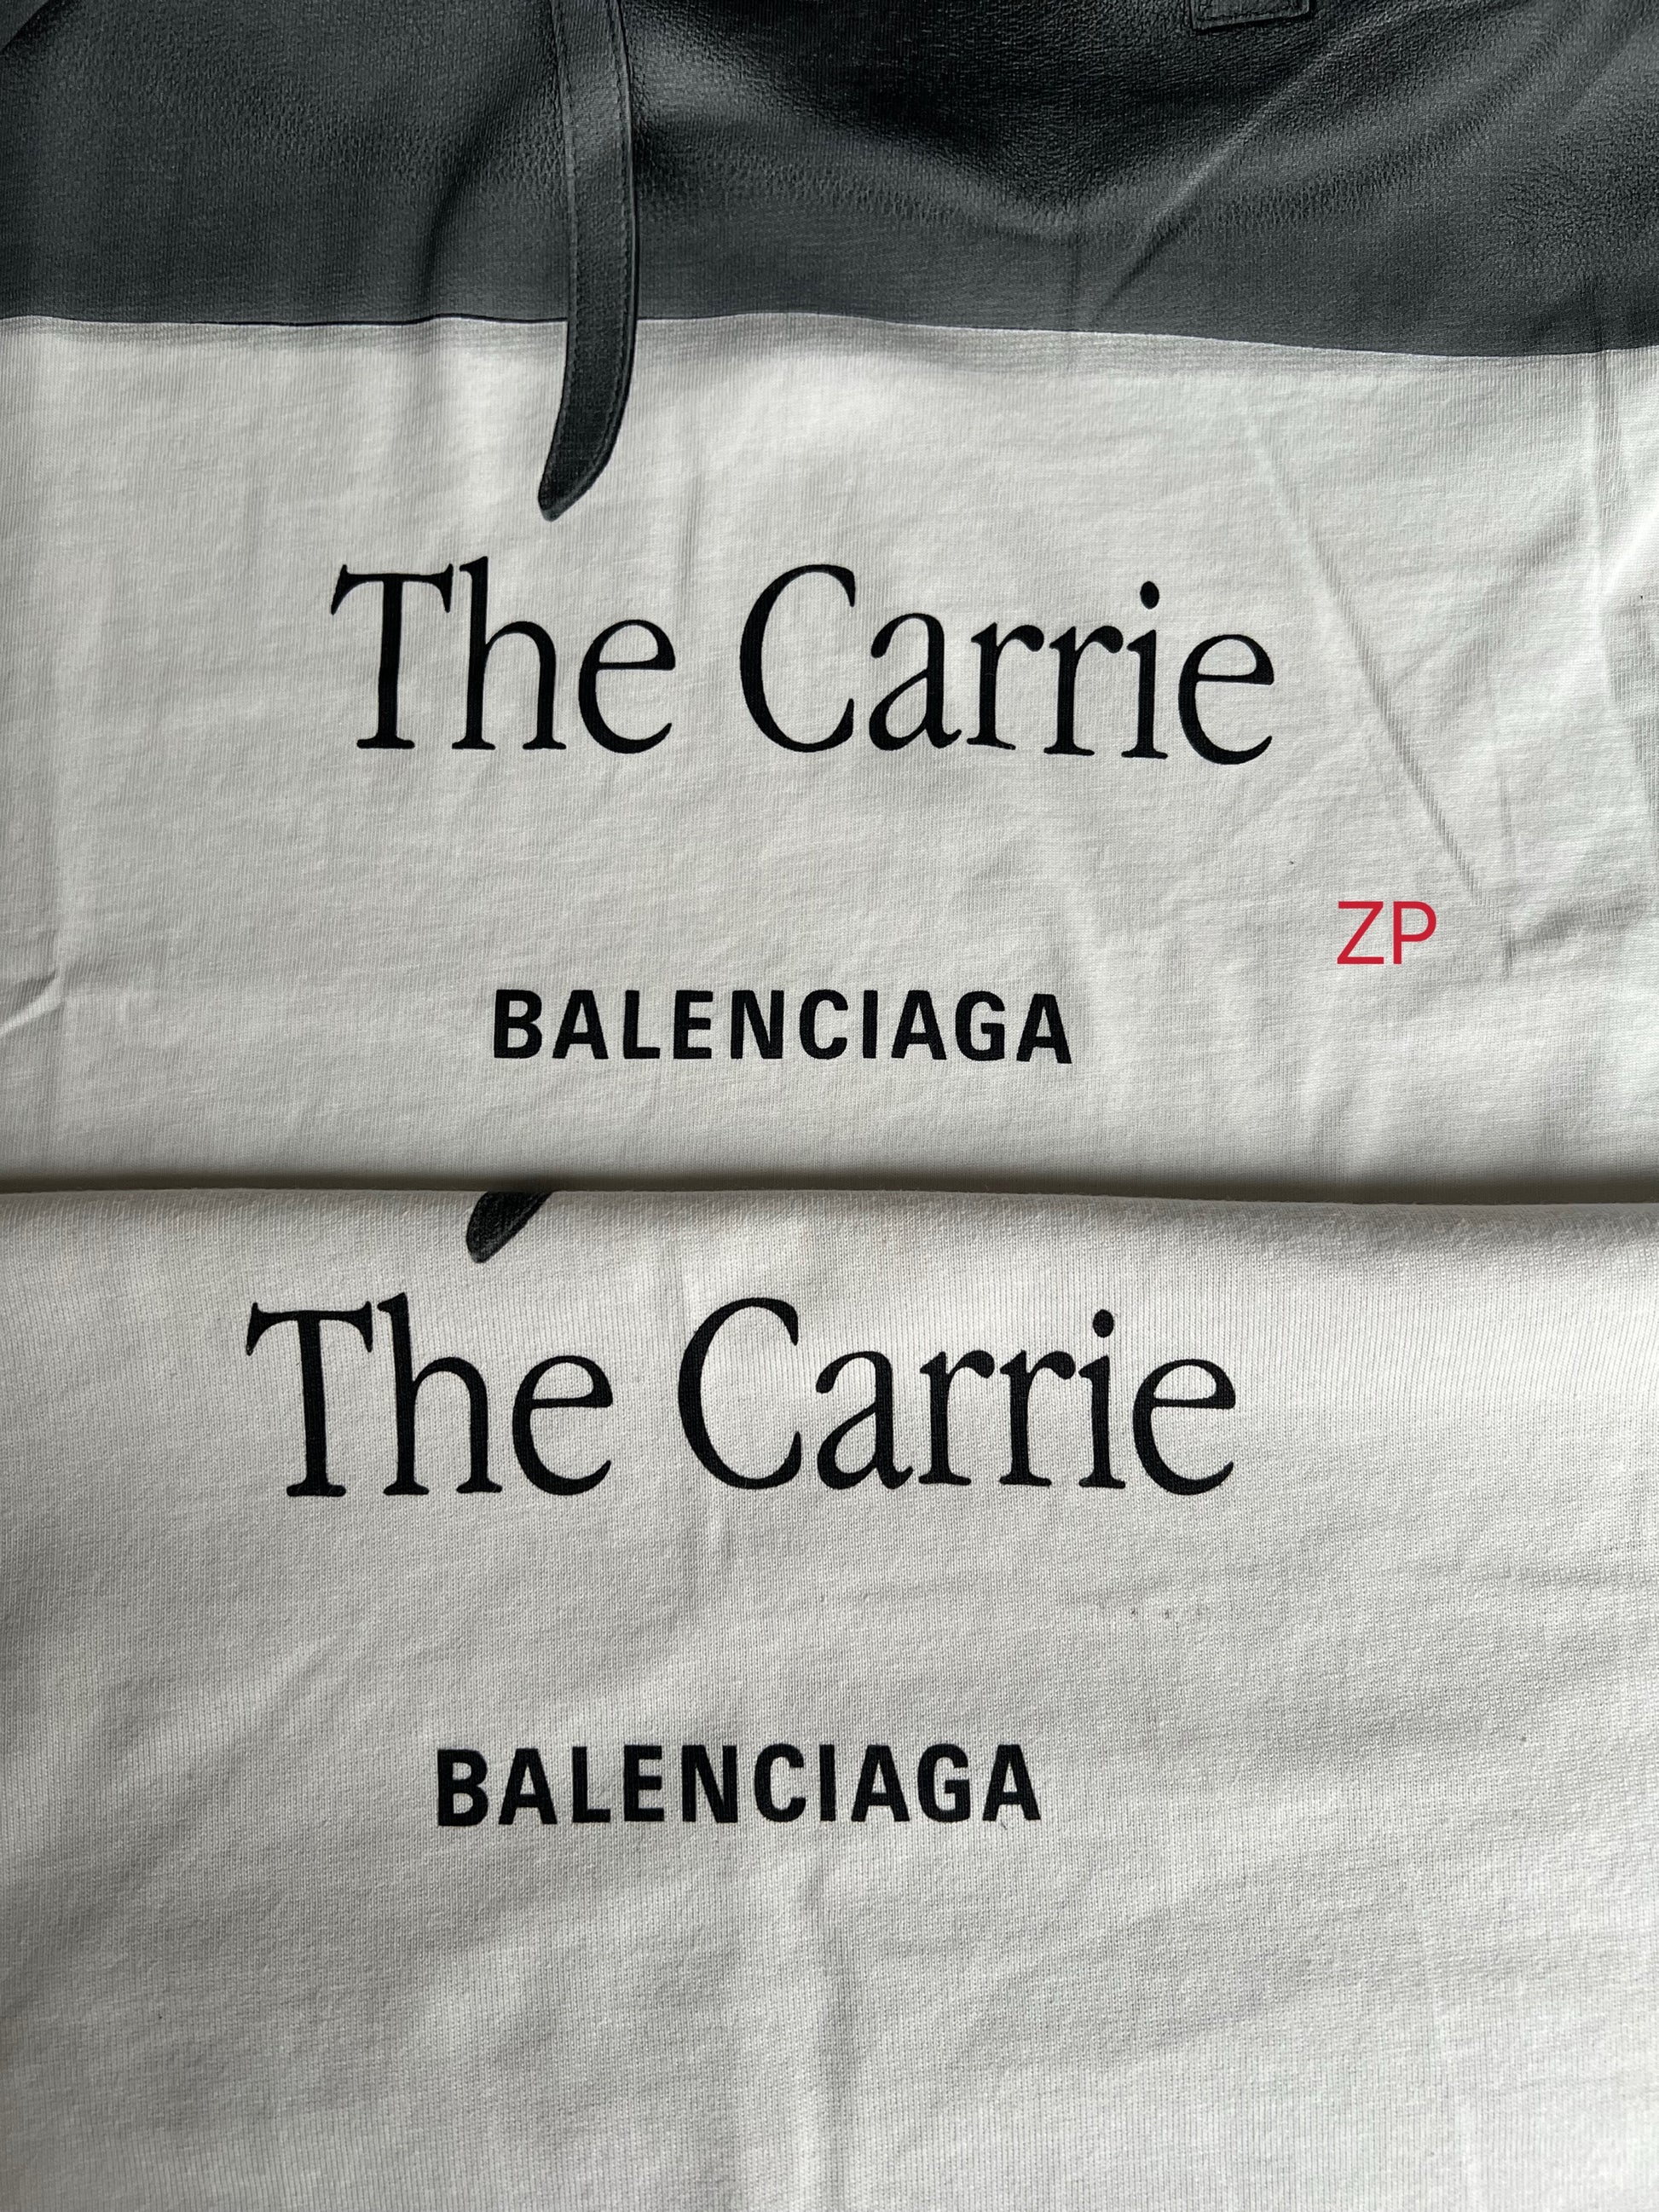 The Carrie
ZP
BALENCIAGA
The Carrie
BALENCIAGA